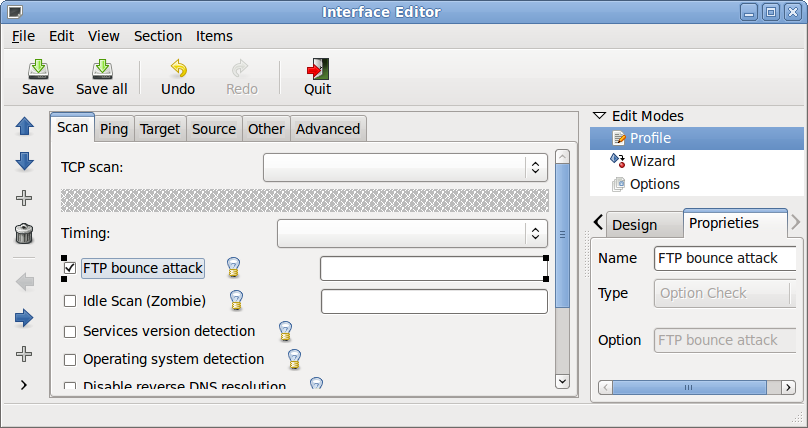 Interface Editor
File Edit View Section Items
Save Save all Undo Redo Quit
Scan Ping Target Source Other Advanced
TCP scan:
Timing:
FTP bounce attack
Idle Scan (Zombie)
Services version detection
Operating system detection
Disable reverse DNS resolution
Edit Modes
Profile
Wizard
Options
Design Proprieties
Name FTP bounce attack
Type Option Check
Option FTP bounce attack